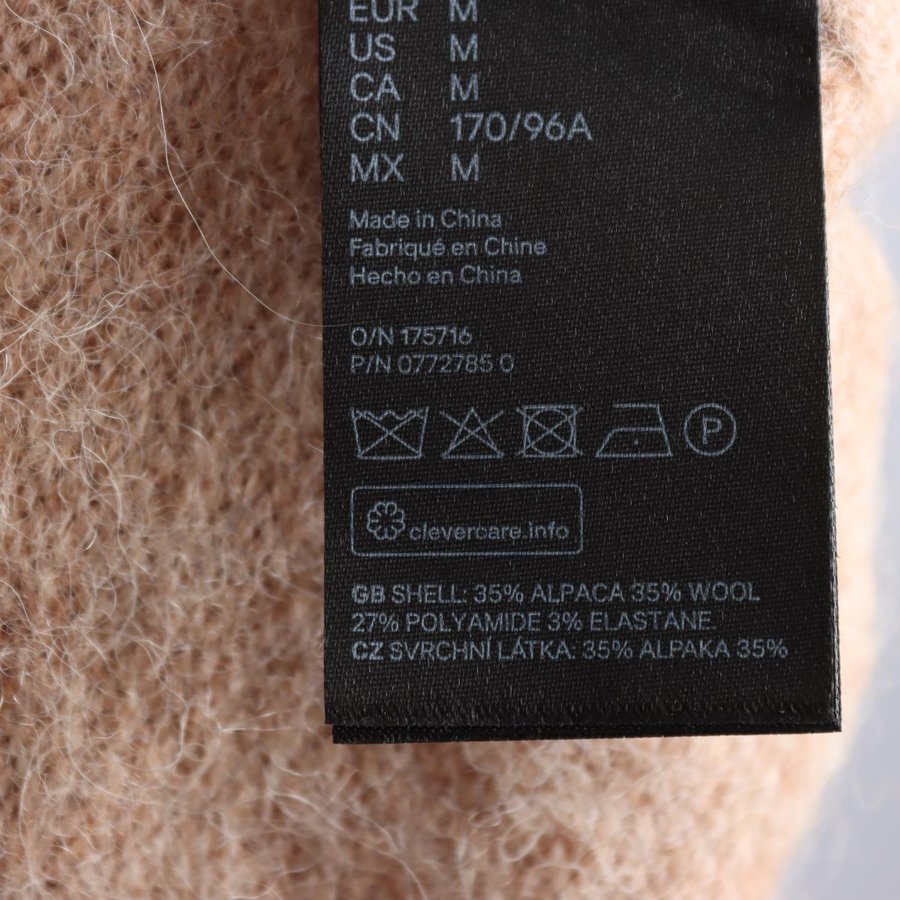 EUR M
US M
CA M
CN 170/96A
MX M
Made in China
Fabriqué en Chine
Hecho en China
O/N 175716
P/N 0772785 0
P
clevercare.info
GB SHELL: 35% ALPACA 35% WOOL
27% POLYAMIDE 3% ELASTANE.
CZ SVRCHNÍ LÁTKA: 35% ALPAKA 35%